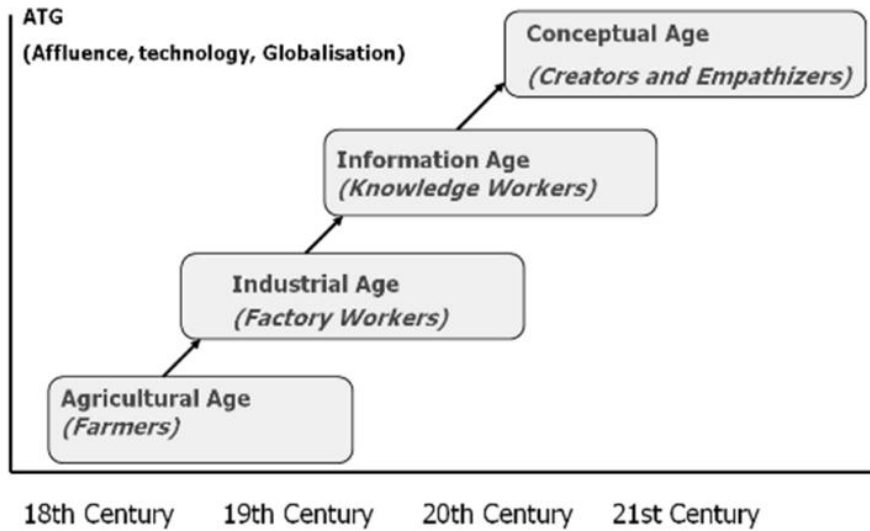 ATG
(Affluence, technology, Globalisation)
Conceptual Age
(Creators and Empathizers)
Information Age
(Knowledge Workers)
Industrial Age
(Factory Workers)
Agricultural Age
(Farmers)
18th Century 19th Century 20th Century 21st Century